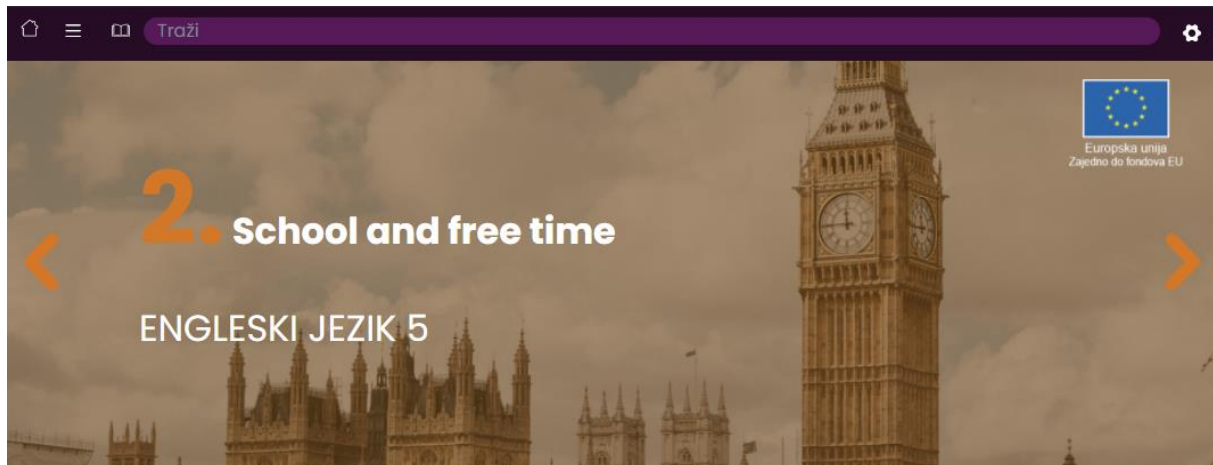 Traži
Europska unija
Zajedno do fondova EU
2. School and free time
ENGLESKI JEZIK 5